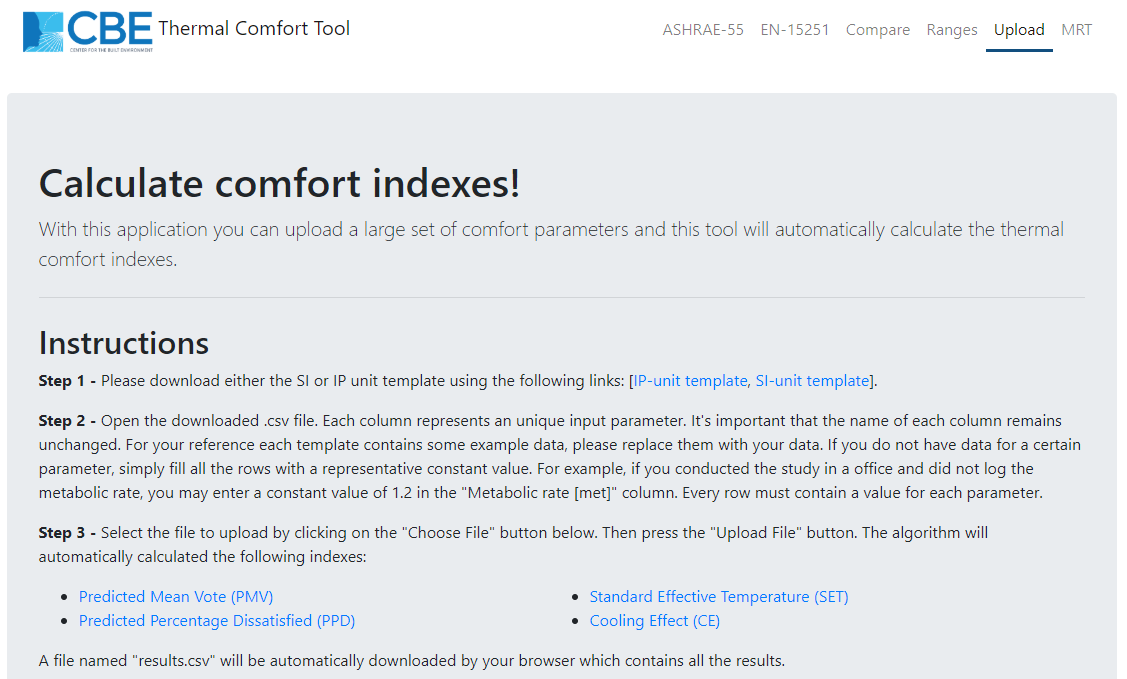 CBE Thermal Comfort Tool
CENTER FOR THE BUILT ENVIRONMENT
ASHRAE-55 EN-15251 Compare Ranges Upload MRT
Calculate comfort indexes!
With this application you can upload a large set of comfort parameters and this tool will automatically calculate the thermal
comfort indexes.
Instructions
Step 1 - Please download either the SI or IP unit template using the following links: [IP-unit template, SI-unit template].
Step 2 - Open the downloaded .csv file. Each column represents an unique input parameter. It's important that the name of each column remains
unchanged. For your reference each template contains some example data, please replace them with your data. If you do not have data for a certain
parameter, simply fill all the rows with a representative constant value. For example, if you conducted the study in a office and did not log the
metabolic rate, you may enter a constant value of 1.2 in the "Metabolic rate [met]" column. Every row must contain a value for each parameter.
Step 3 - Select the file to upload by clicking on the "Choose File" button below. Then press the "Upload File" button. The algorithm will
automatically calculated the following indexes:
• Predicted Mean Vote (PMV)
• Predicted Percentage Dissatisfied (PPD)
• Standard Effective Temperature (SET)
• Cooling Effect (CE)
A file named "results.csv" will be automatically downloaded by your browser which contains all the results.